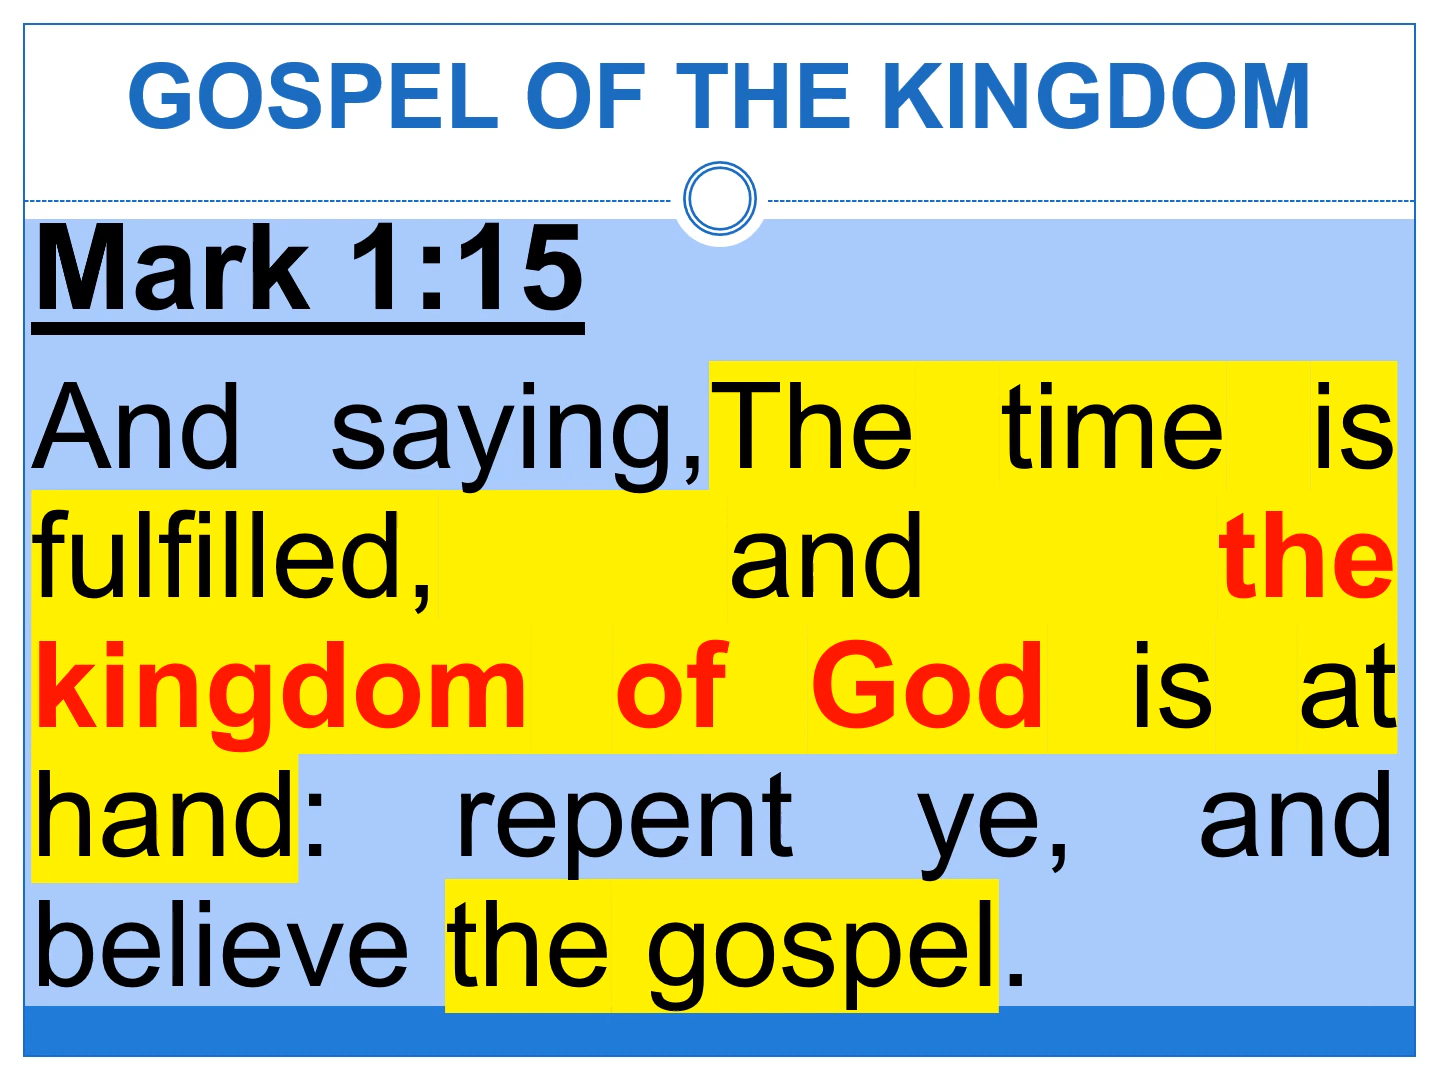 GOSPEL OF THE KINGDOM
Mark 1:15
And saying,The time is
fulfilled, and the
kingdom of God is at
hand: repent ye, and
believe the gospel.